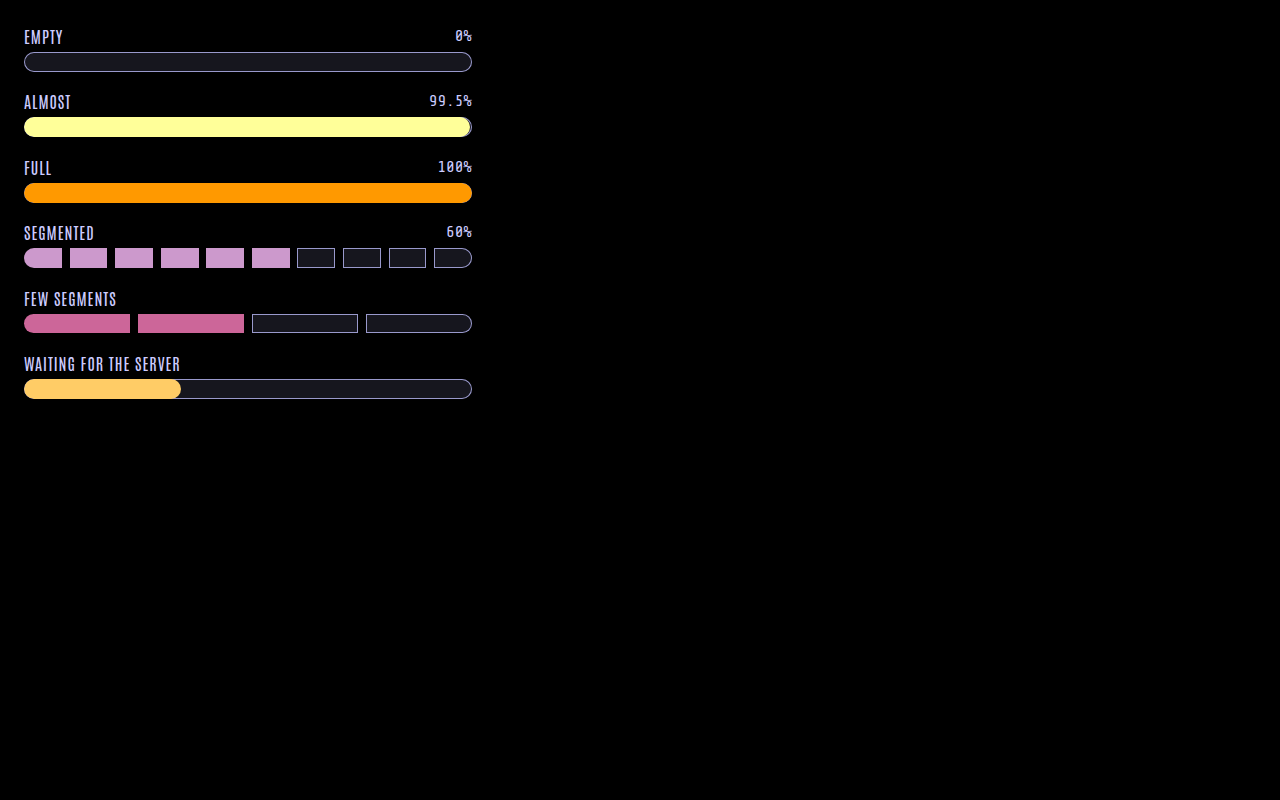 EMPTY 0%
ALMOST 99.5%
FULL 100%
SEGMENTED 60%
FEW SEGMENTS
WAITING FOR THE SERVER